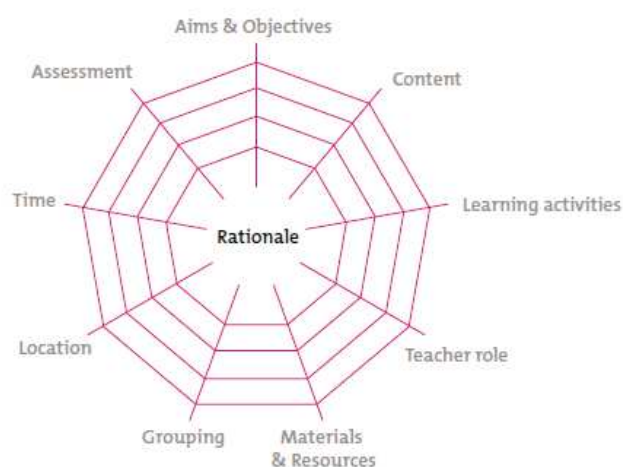 Aims & Objectives
Assessment
Content
Time
Learning activities
Rationale
Location
Teacher role
Grouping
Materials
& Resources